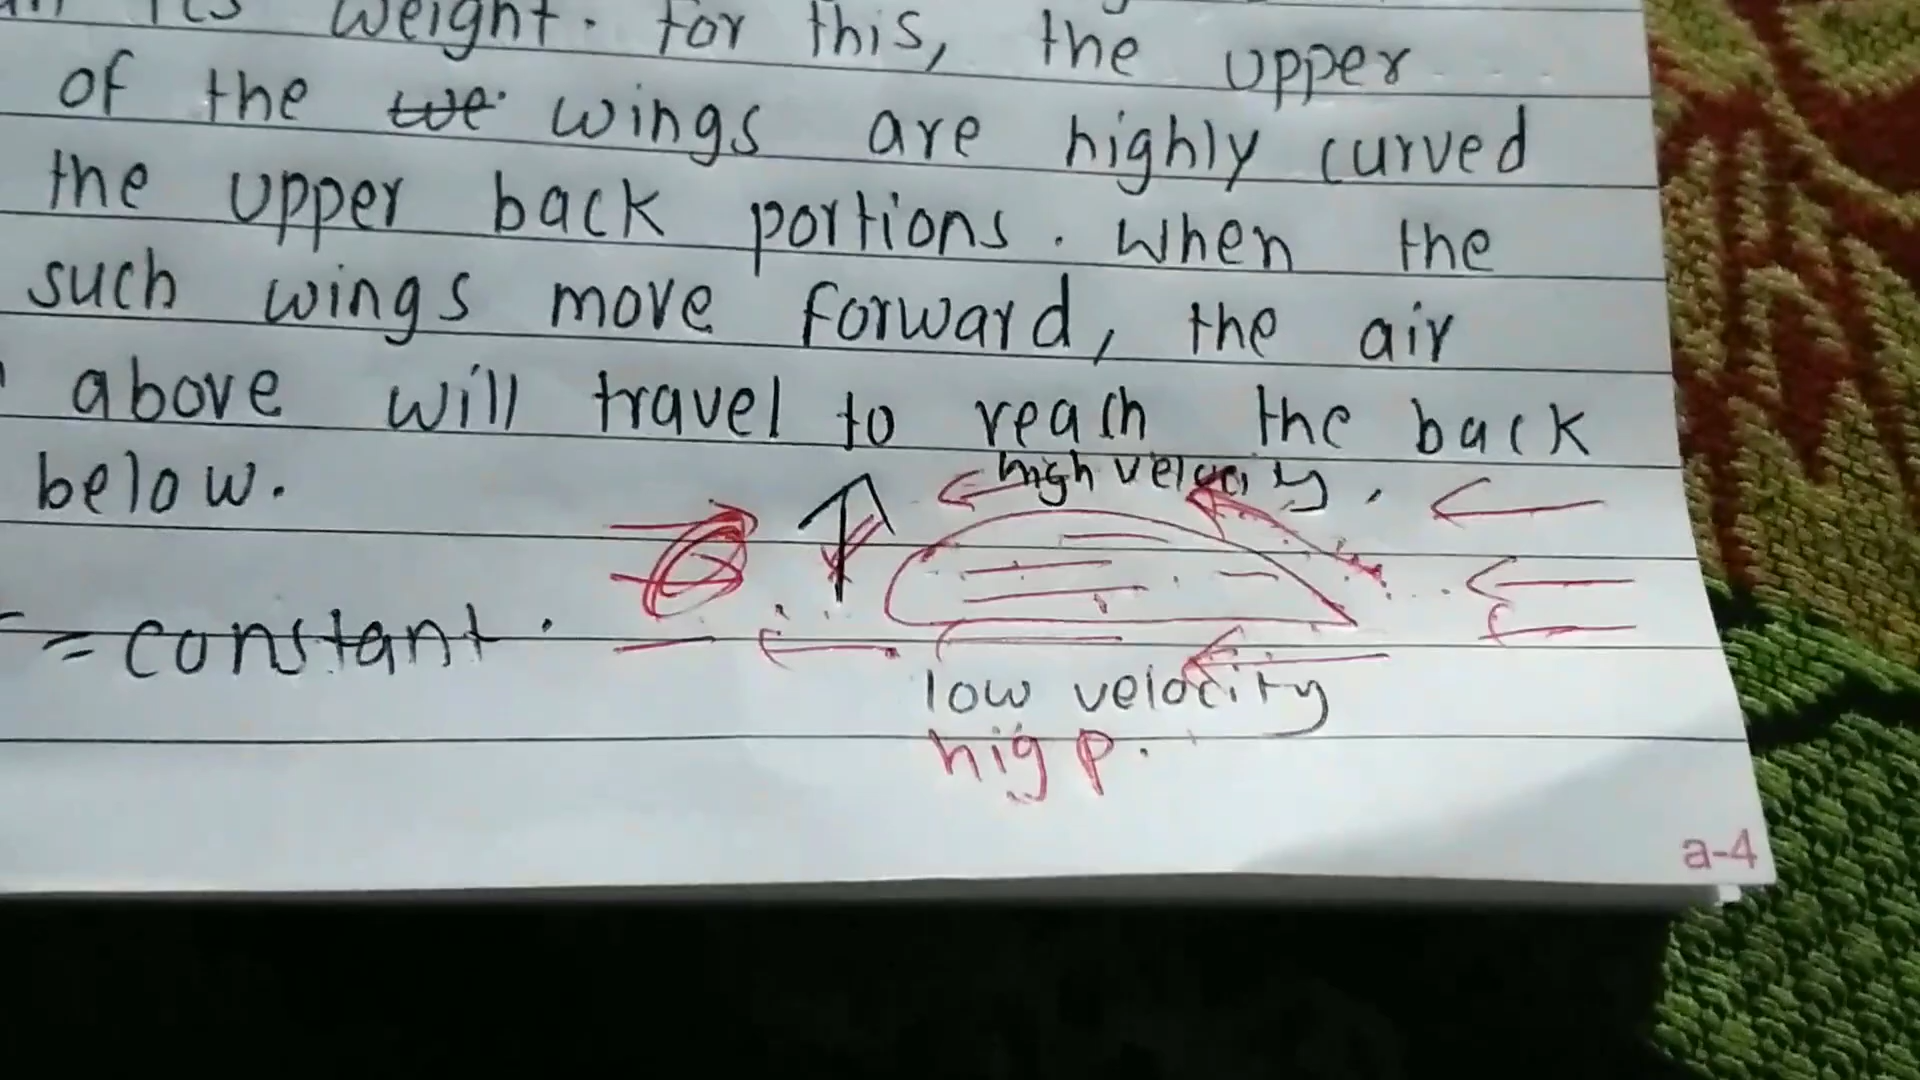 its weight. For this, the upper
of the we wings are highly curved
the upper back portions. When the
such wings move forward, the air
above will travel to reach the back
below.
high velocity.
= constant.
low velocity
hig p.
a-4